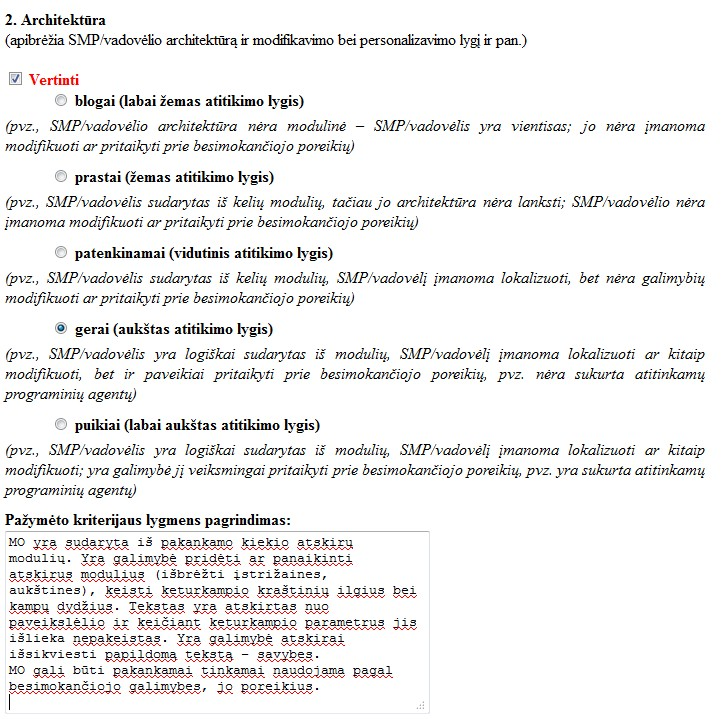 2. Architektūra
(apibrėžia SMP/vadovėlio architektūrą ir modifikavimo bei personalizavimo lygį ir pan.)
Vertinti
blogai (labai žemas atitikimo lygis)
(pvz., SMP/vadovėlio architektūra nėra modulinė – SMP/vadovėlis yra vientisas; jo nėra įmanoma
modifikuoti ar pritaikyti prie besimokančiojo poreikių)
prastai (žemas atitikimo lygis)
(pvz., SMP/vadovėlis sudarytas iš kelių modulių, tačiau jo architektūra nėra lanksti; SMP/vadovėlio nėra
įmanoma modifikuoti ar pritaikyti prie besimokančiojo poreikių)
patenkinamai (vidutinis atitikimo lygis)
(pvz., SMP/vadovėlis sudarytas iš kelių modulių, SMP/vadovėlį įmanoma lokalizuoti, bet nėra galimybių
modifikuoti ar pritaikyti prie besimokančiojo poreikių)
gerai (aukštas atitikimo lygis)
(pvz., SMP/vadovėlis yra logiškai sudarytas iš modulių, SMP/vadovėlį įmanoma lokalizuoti ar kitaip
modifikuoti, bet ir paveikiai pritaikyti prie besimokančiojo poreikių, pvz. nėra sukurta atitinkamų
programinių agentų)
puikiai (labai aukštas atitikimo lygis)
(pvz., SMP/vadovėlis yra logiškai sudarytas iš modulių, SMP/vadovėlį įmanoma lokalizuoti ar kitaip
modifikuoti; yra galimybė jį veiksmingai pritaikyti prie besimokančiojo poreikių, pvz. yra sukurta atitinkamų
programinių agentų)
Pažymėto kriterijaus lygmens pagrindimas:
MO yra sudaryta iš pakankamo kiekio atskirų
modulių. Yra galimybė pridėti ar panaikinti
atskirus modulius (išbrėžti įstrižaines,
aukštines), keisti keturkampio kraštinių ilgius bei
kampų dydžius. Tekstas yra atskirtas nuo
paveikslėlio ir keičiant keturkampio parametrus jis
išlieka nepakeistas. Yra galimybė atskirai
išsikviesti papildomą tekstą – savybes.
MO gali būti pakankamai tinkamai naudojama pagal
besimokančiojo galimybes, jo poreikius.